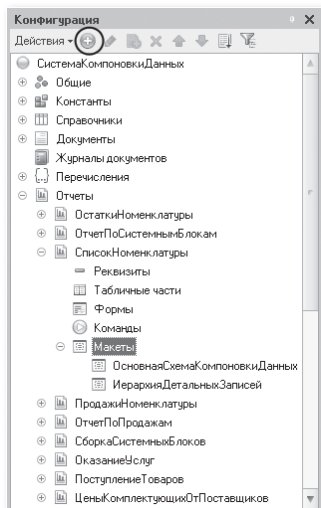 Конфигурация
Действия
СистемаКомпоновкиДанных
Общие
Константы
Справочники
Документы
Журналы документов
Перечисления
Отчеты
ОстаткиНоменклатуры
ОтчетПоСистемнымБлокам
СписокНоменклатуры
Реквизиты
Табличные части
Формы
Команды
Макеты
ОсновнаяСхемаКомпоновкиДанных
ИерархияДетальныхЗаписей
ПродажиНоменклатуры
ОтчетПоПродажам
СборкаСистемныхБлоков
ОказаниеУслуг
ПоступлениеТоваров
ЦеныКомплектующихОтПоставщиков